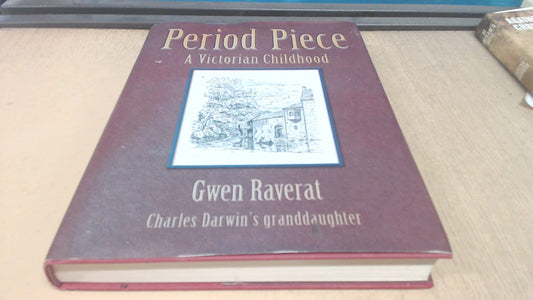 Period Piece
A Victorian Childhood
Gwen Raverat
Charles Darwin's granddaughter